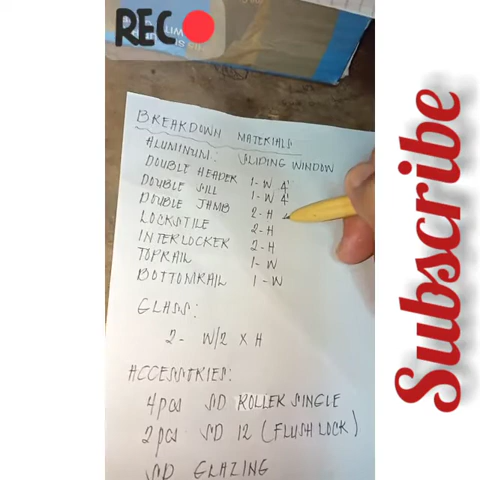 REC
BREAKDOWN MATERIALS
ALUMINUM: SLIDING WINDOW
DOUBLE HEADER 1-W 4'
DOUBLE SILL 1-W 4'
DOUBLE JAMB 2-H
LOCKSTILE 2-H
INTERLOCKER 2-H
TOPRAIL 1-W
BOTTOMRAIL 1-W
GLASS:
2- W/2 X H
ACCESSORIES:
4pcs SD ROLLER SINGLE
2pcs SD 12 (FLUSH LOCK)
SD GLAZING
Subscribe